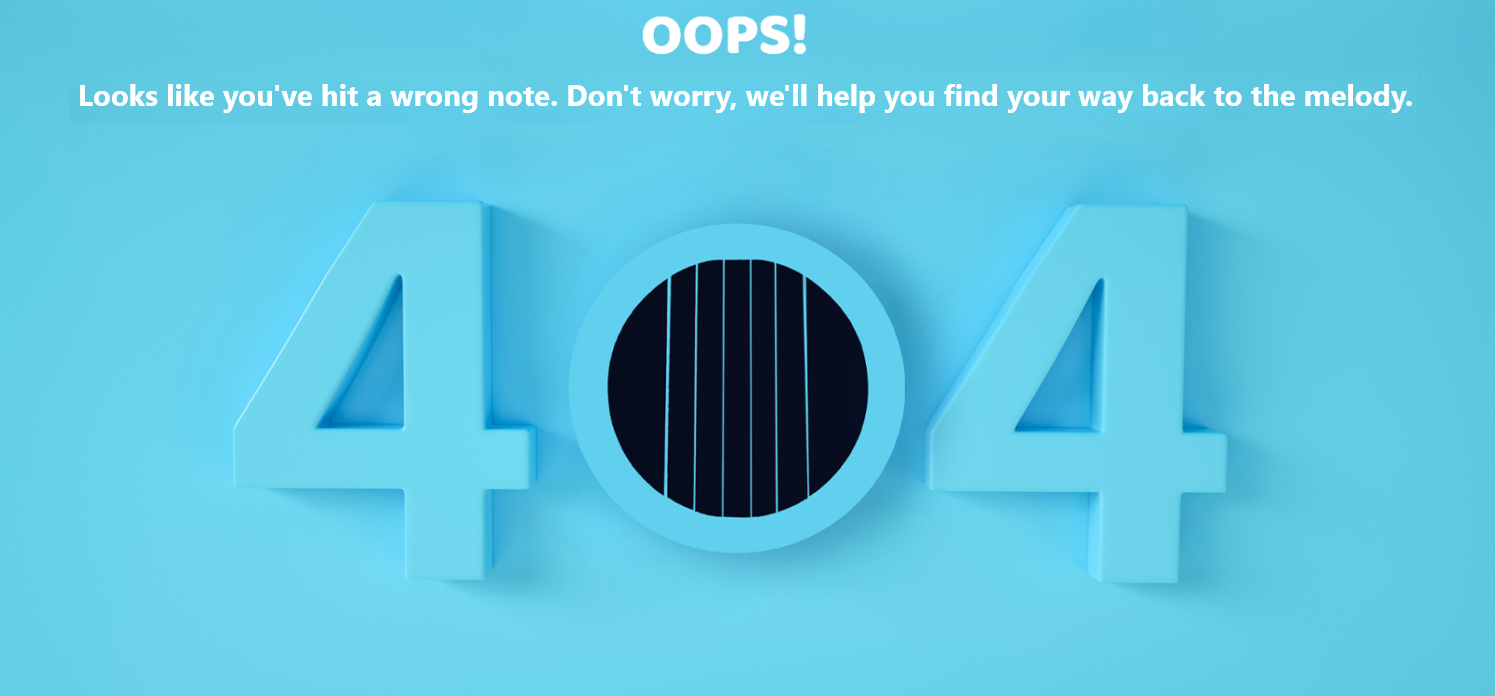 OOPS!
Looks like you've hit a wrong note. Don't worry, we'll help you find your way back to the melody.
404